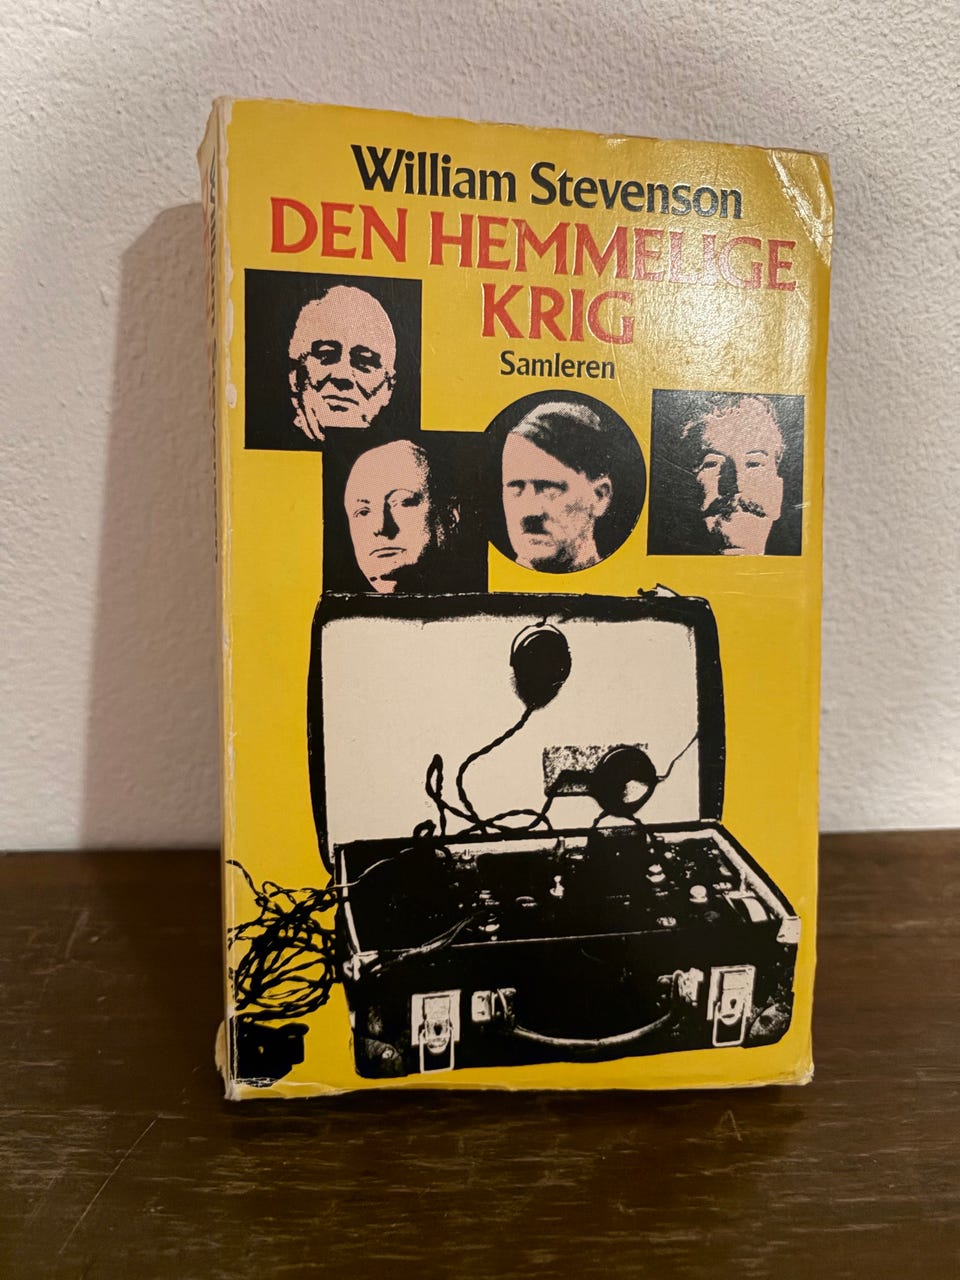 William Stevenson
DEN HEMMELIGE
KRIG
Samleren